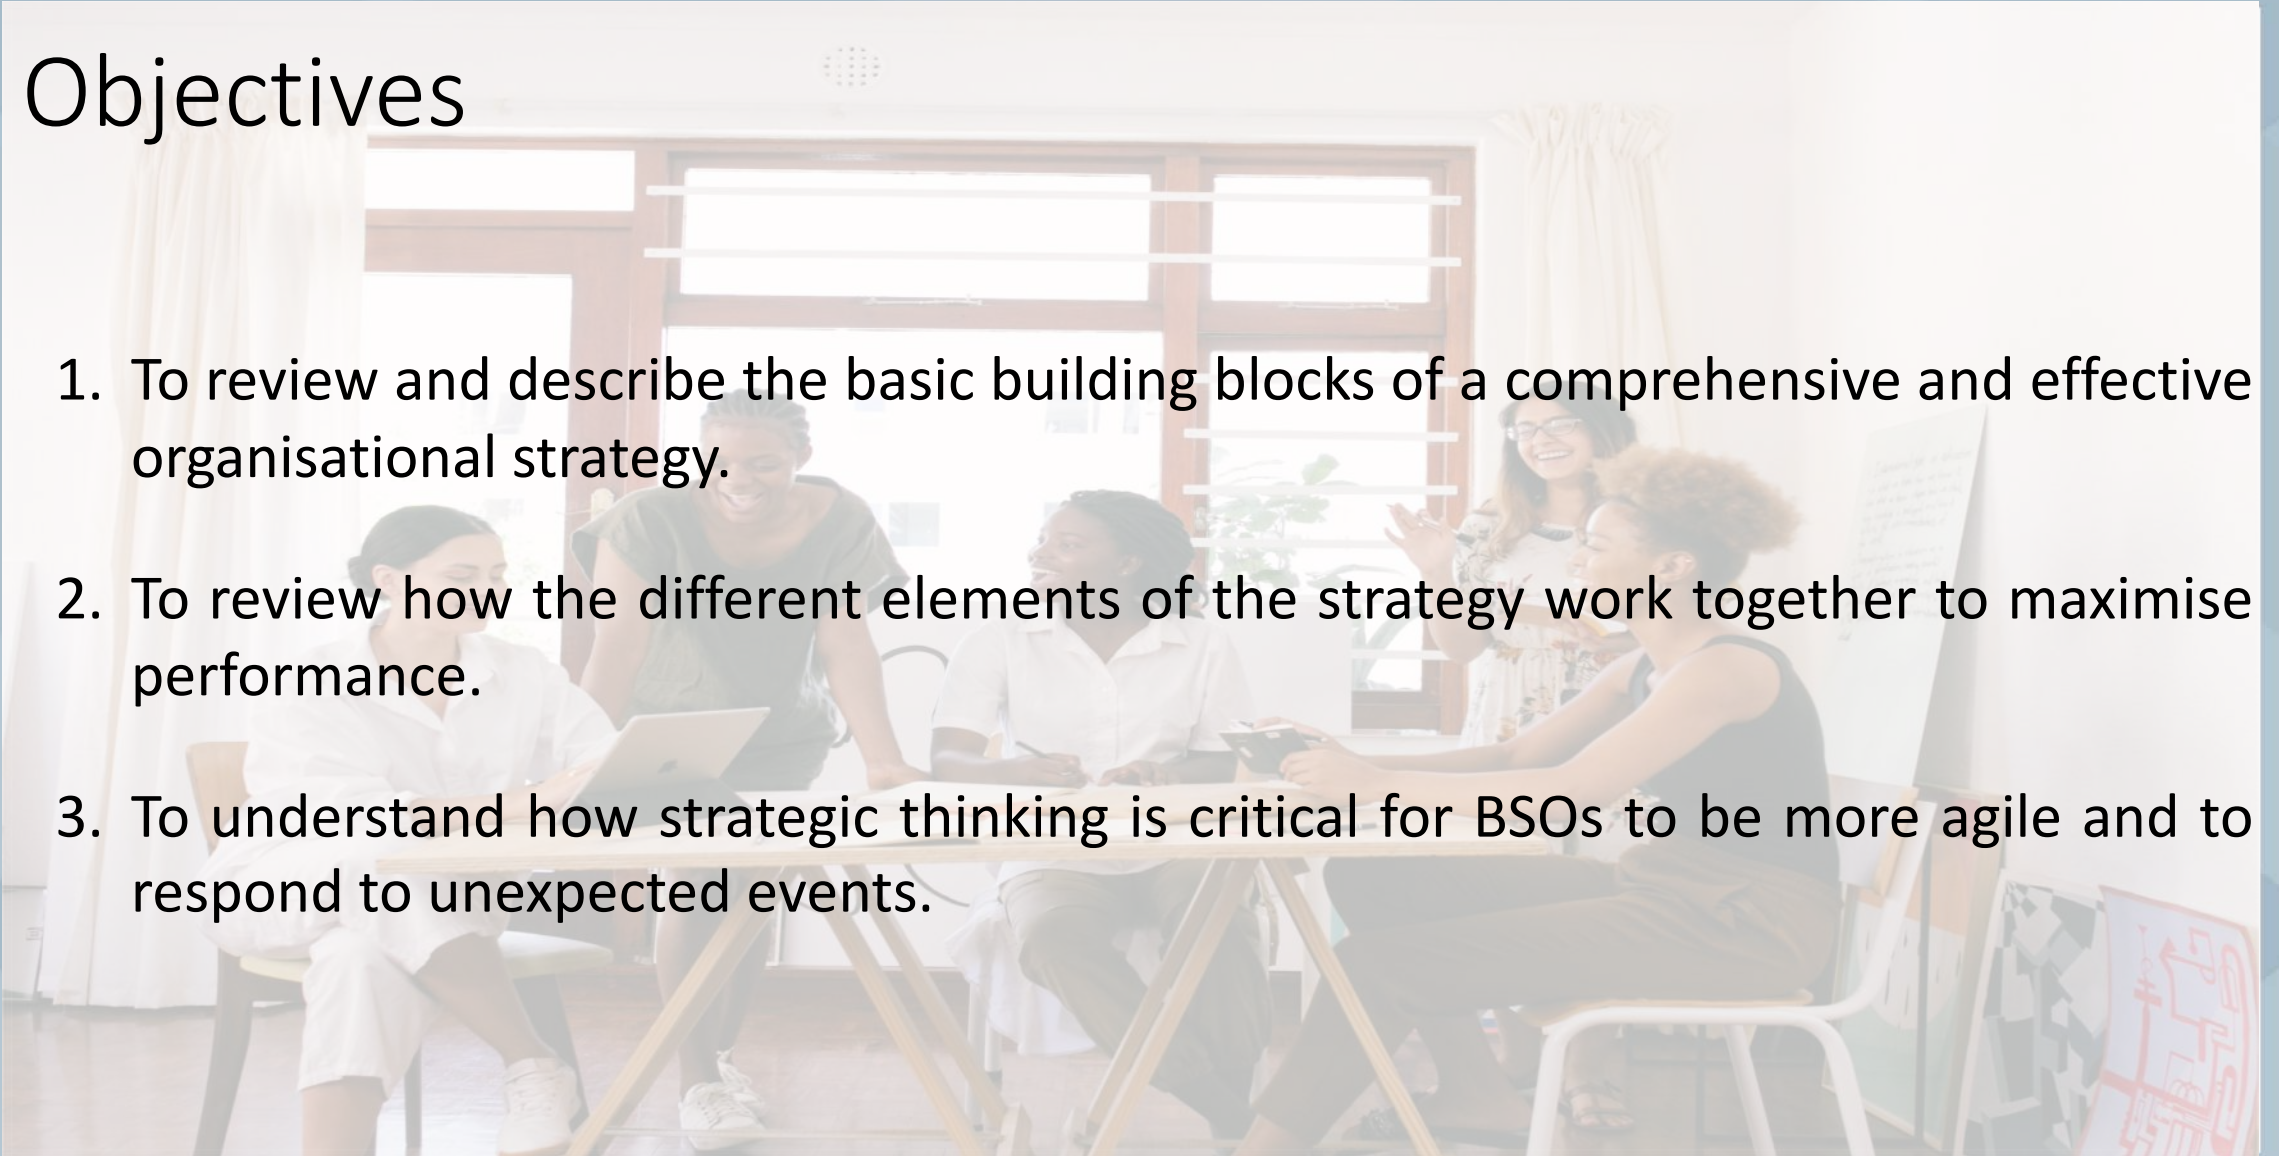 Objectives
1. To review and describe the basic building blocks of a comprehensive and effective
organisational strategy.
2. To review how the different elements of the strategy work together to maximise
performance.
3. To understand how strategic thinking is critical for BSOs to be more agile and to
respond to unexpected events.